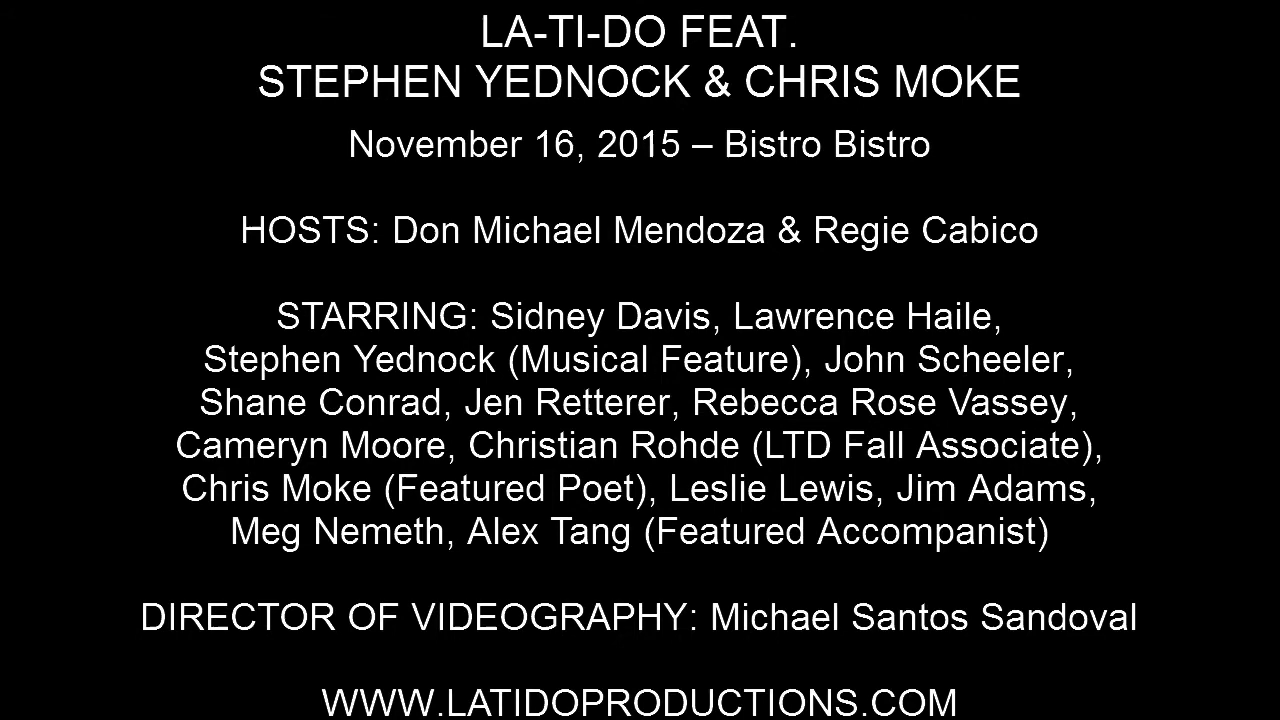 LA-TI-DO FEAT.
STEPHEN YEDNOCK & CHRIS MOKE
November 16, 2015 – Bistro Bistro
HOSTS: Don Michael Mendoza & Regie Cabico
STARRING: Sidney Davis, Lawrence Haile,
Stephen Yednock (Musical Feature), John Scheeler,
Shane Conrad, Jen Retterer, Rebecca Rose Vassey,
Cameryn Moore, Christian Rohde (LTD Fall Associate),
Chris Moke (Featured Poet), Leslie Lewis, Jim Adams,
Meg Nemeth, Alex Tang (Featured Accompanist)
DIRECTOR OF VIDEOGRAPHY: Michael Santos Sandoval
WWW.LATIDOPRODUCTIONS.COM